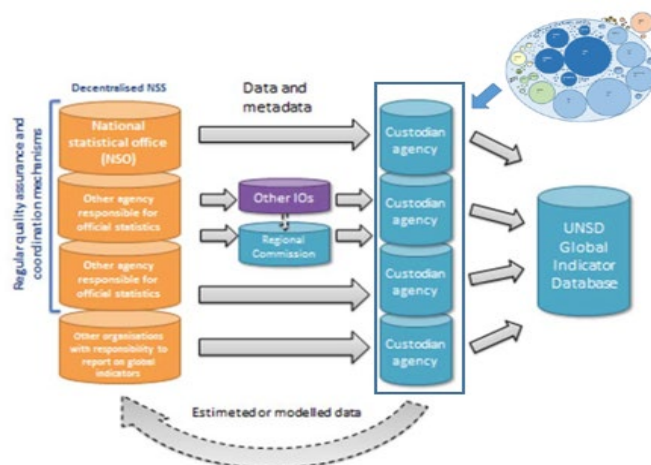 Decentralised NSS
Data and
metadata
Regular quality assurance and
coordination mechanisms
National
statistical office
(NSO)
Other agency
responsible for
official statistics
Other agency
responsible for
official statistics
Other organisations
with responsibility to
report on global
indicators
Other IOs
Regional
Commission
Custodian
agency
Custodian
agency
Custodian
agency
Custodian
agency
UNSD
Global
Indicator
Database
Estimeted or modelled data